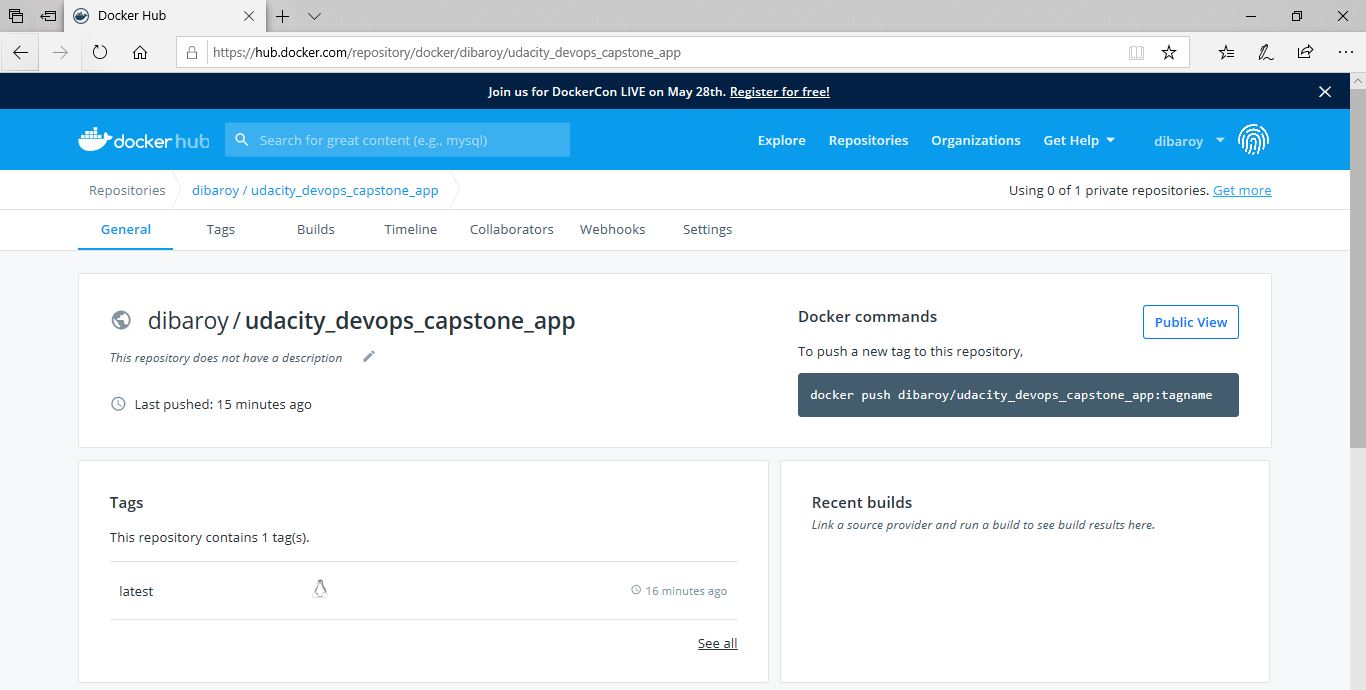 Docker Hub
https://hub.docker.com/repository/docker/dibaroy/udacity_devops_capstone_app
Join us for DockerCon LIVE on May 28th. Register for free!
docker hub
Search for great content (e.g., mysql)
Explore Repositories Organizations Get Help dibaroy
Repositories dibaroy / udacity_devops_capstone_app Using 0 of 1 private repositories. Get more
General Tags Builds Timeline Collaborators Webhooks Settings
dibaroy / udacity_devops_capstone_app
This repository does not have a description
Last pushed: 15 minutes ago
Docker commands
Public View
To push a new tag to this repository,
docker push dibaroy/udacity_devops_capstone_app:tagname
Tags
This repository contains 1 tag(s).
latest 16 minutes ago
See all
Recent builds
Link a source provider and run a build to see build results here.